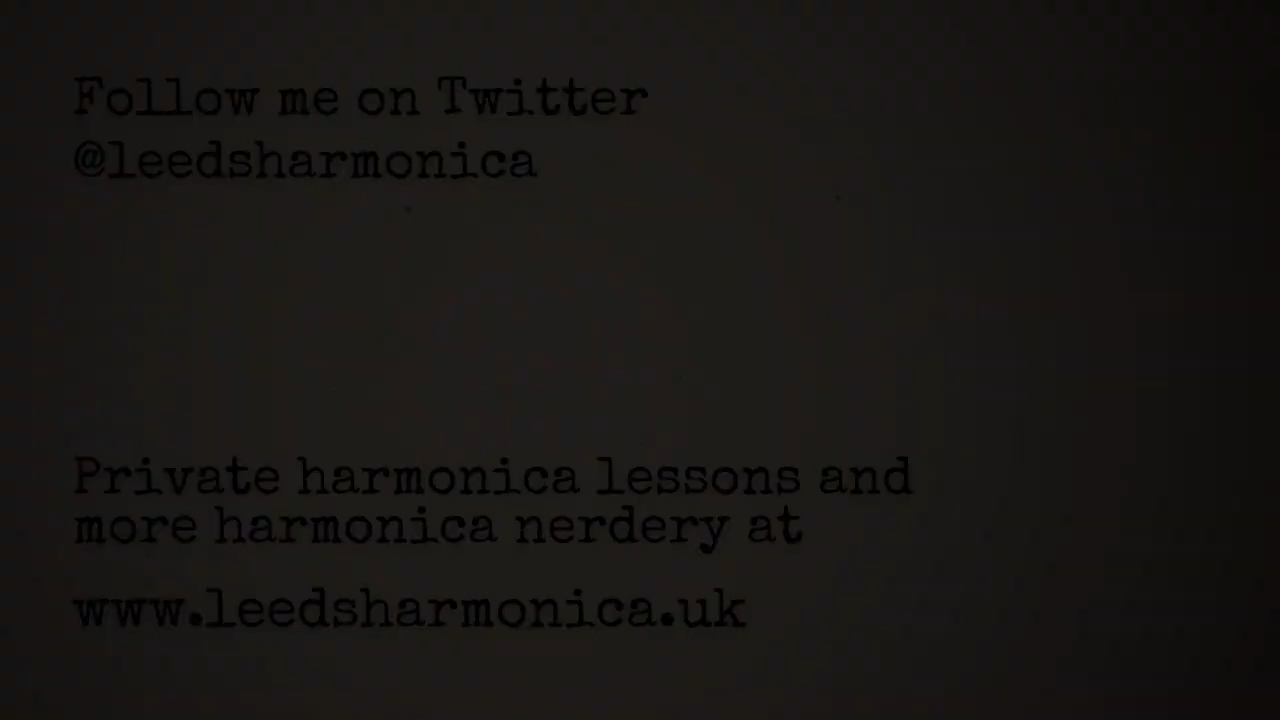 Follow me on Twitter
@leedsharmonica
Private harmonica lessons and
more harmonica nerdery at
www.leedsharmonica.uk